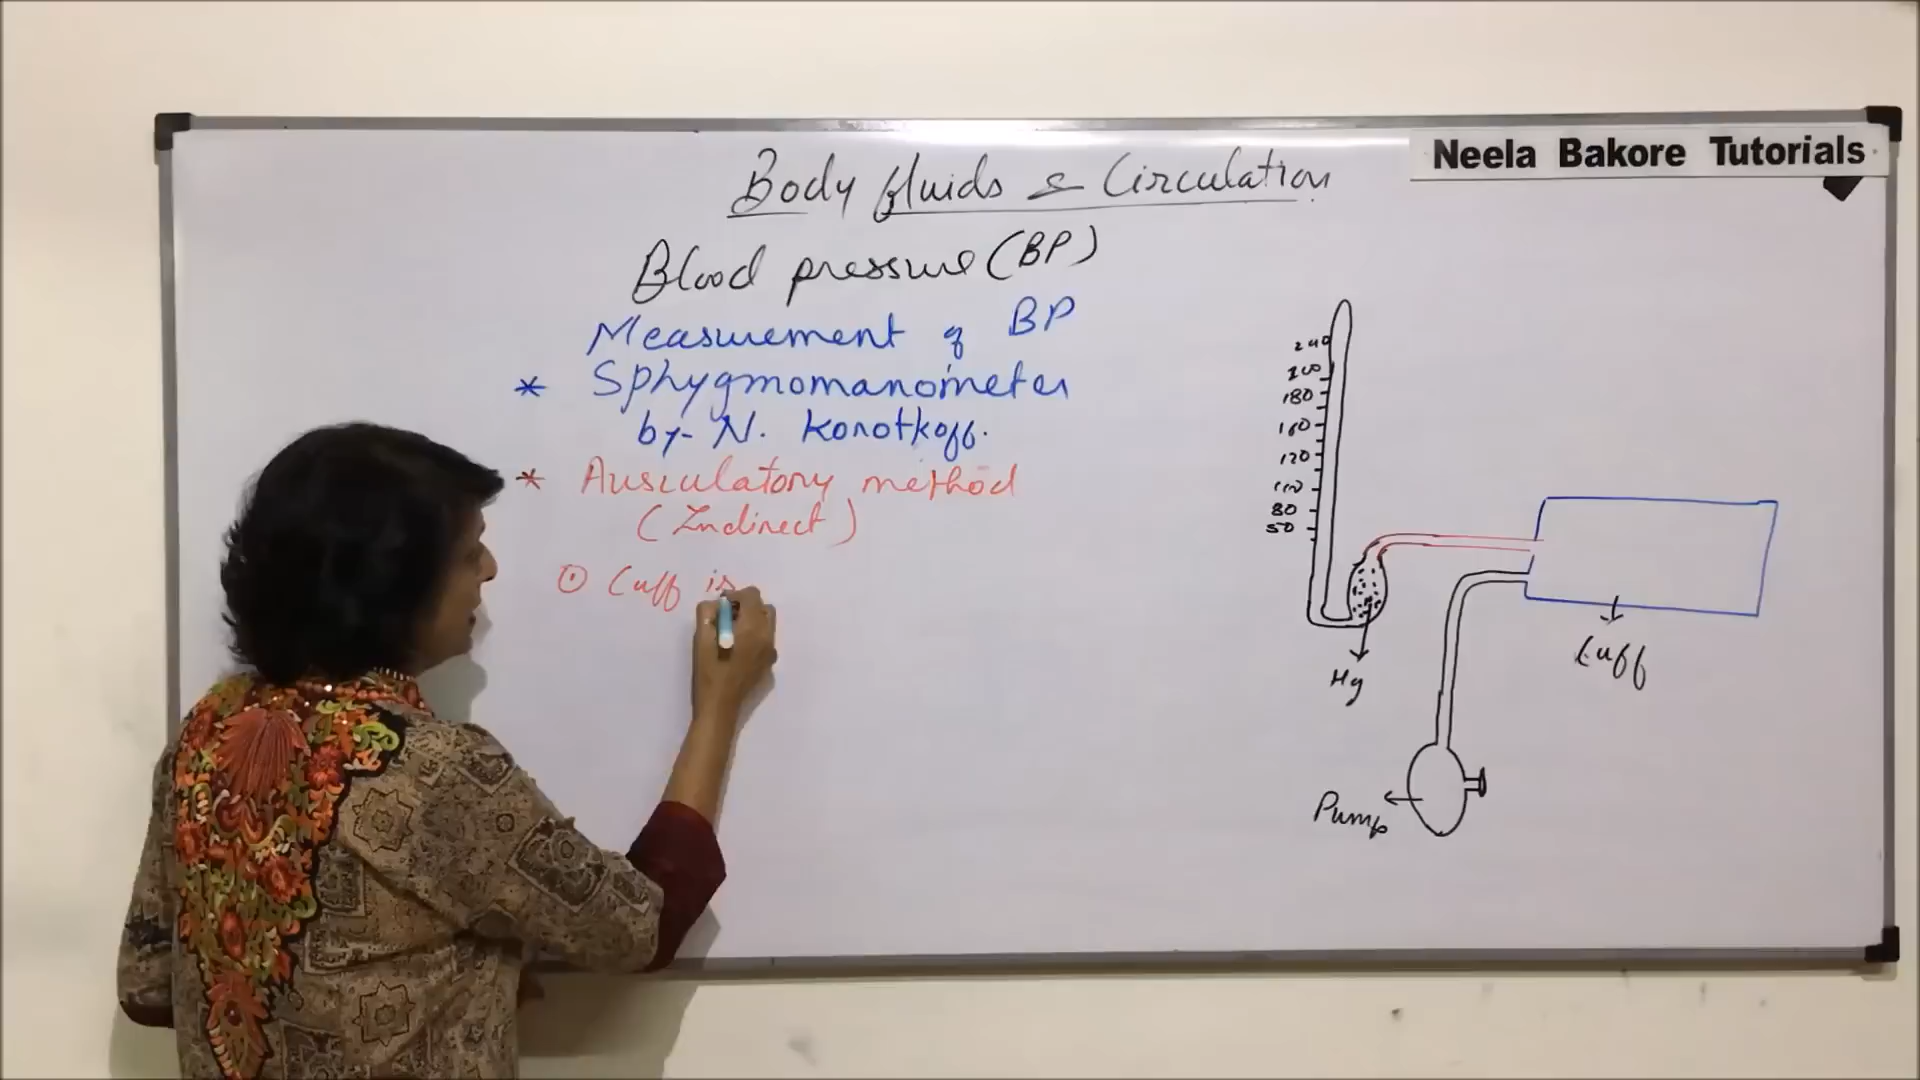 Neela Bakore Tutorials
Body fluids & Circulation
Blood pressure (BP)
Measurement of BP
* Sphygmomanometer
by - N. Korotkoff.
* Ausculatory method
(Indirect)
① Cuff is
240
200
180
160
120
100
80
50
Hg
Cuff
Pump